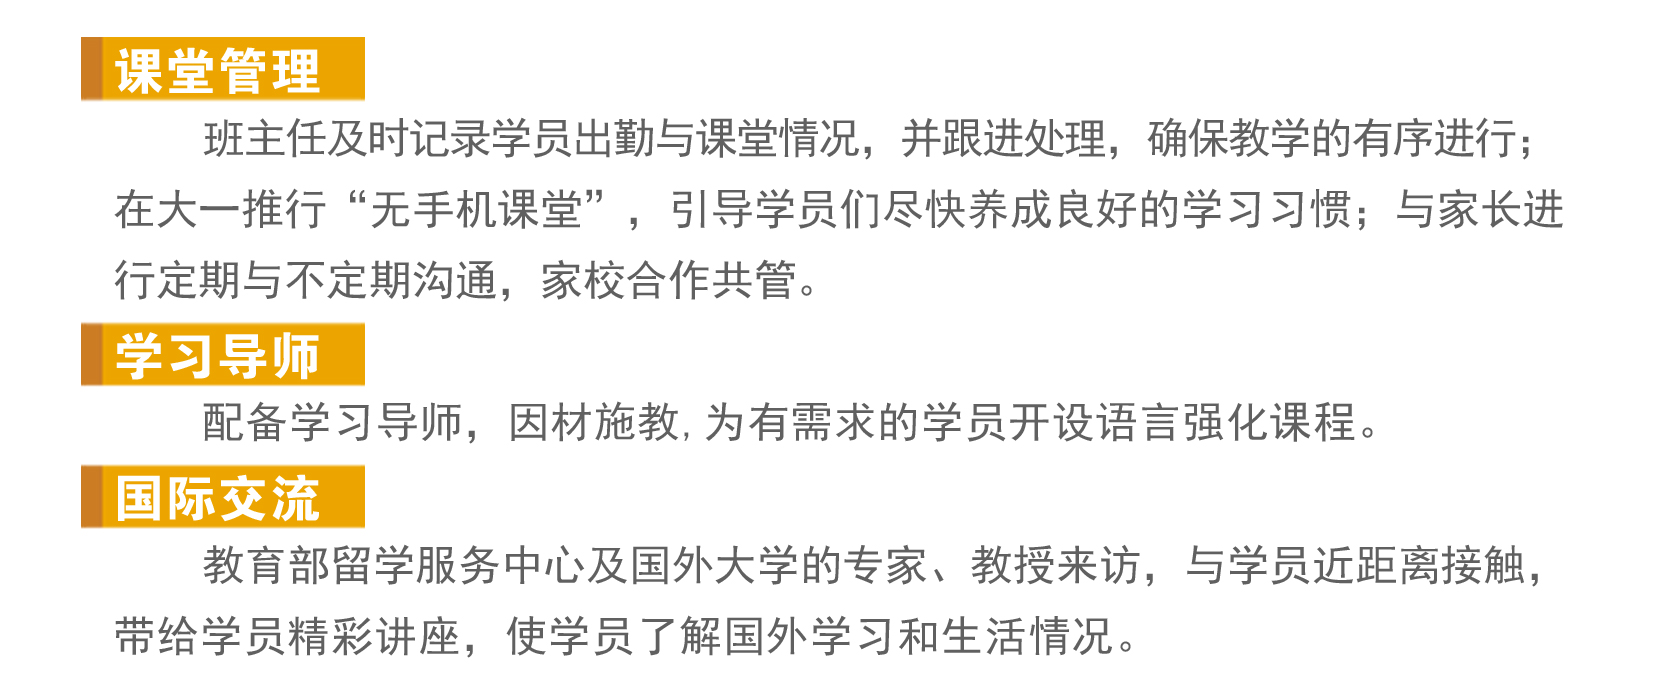 课堂管理
班主任及时记录学员出勤与课堂情况，并跟进处理，确保教学的有序进行；
在大一推行“无手机课堂”，引导学员们尽快养成良好的学习习惯；与家长进
行定期与不定期沟通，家校合作共管。
学习导师
配备学习导师，因材施教,为有需求的学员开设语言强化课程。
国际交流
教育部留学服务中心及国外大学的专家、教授来访，与学员近距离接触，
带给学员精彩讲座，使学员了解国外学习和生活情况。